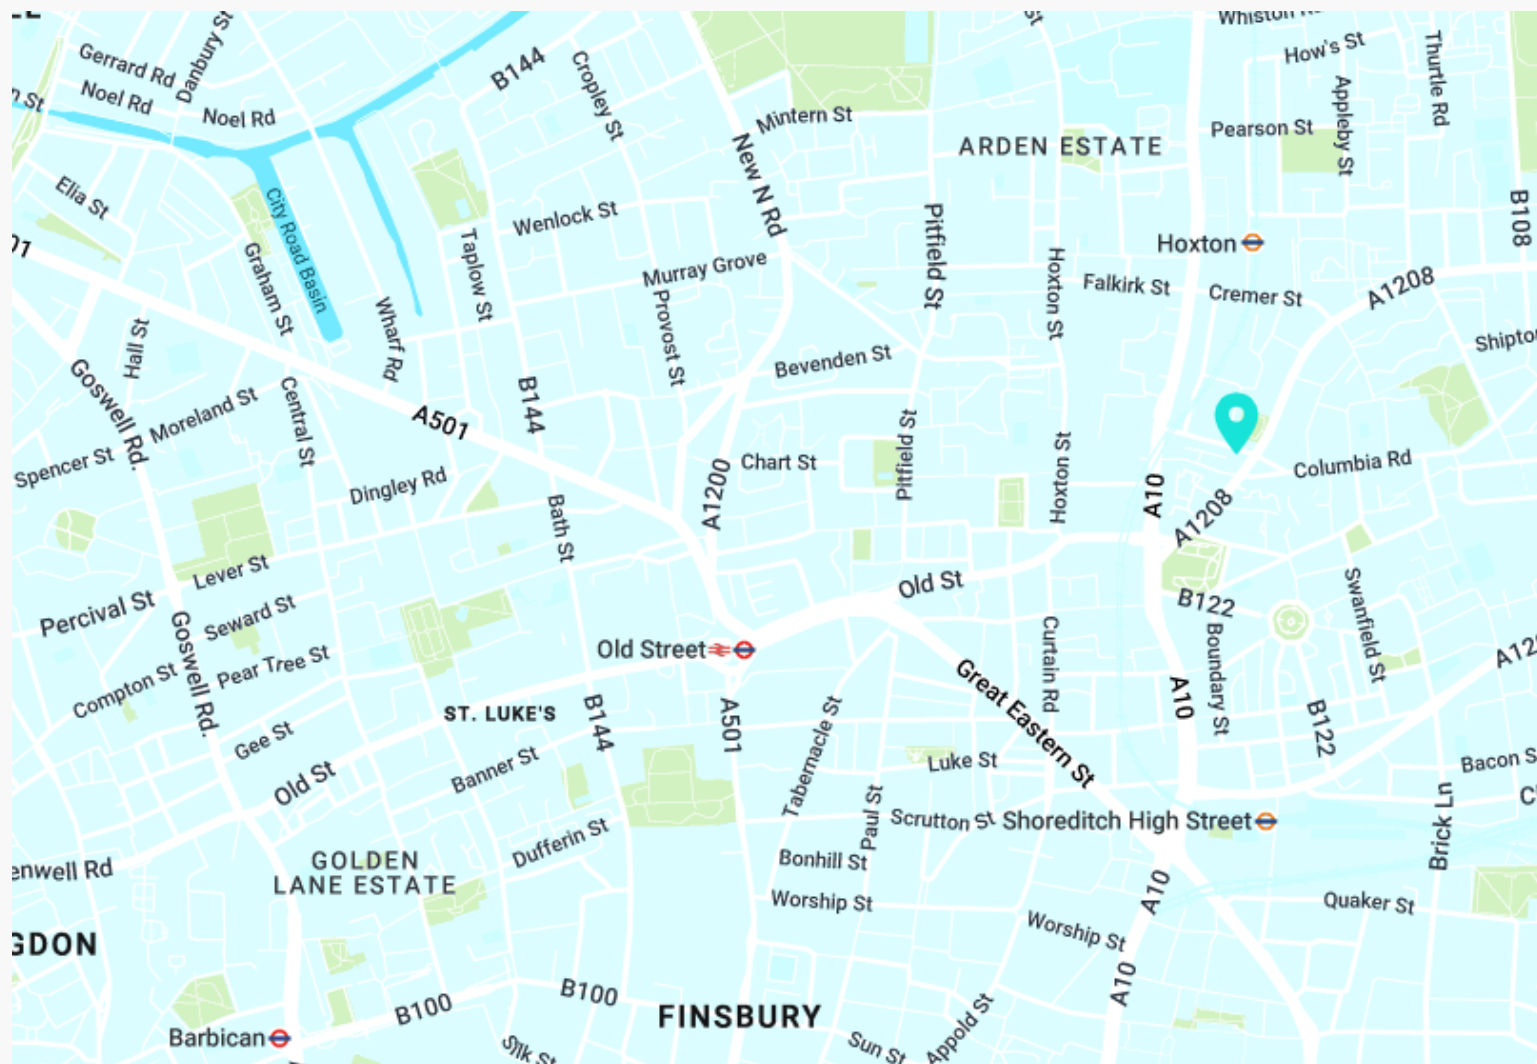 Gerrard Rd
Danbury St
Noel Rd
Noel Rd
B144
Cropley St
Mintern St
New N Rd
ARDEN ESTATE
Whiston
How's St
Thurtle Rd
Appleby St
Pearson St
B108
Elia St
City Road Basin
Graham St
Wenlock St
Taplow St
Murray Grove
Provost St
Pitfield St
Hoxton St
Hoxton
Falkirk St
Cremer St
A1208
Hall St
Wharf Rp
Goswell Rd.
Moreland St
Central St
A501
B144
Bevenden St
Pitfield St
Hoxton St
Spencer St
Dingley Rd
Chart St
A1200
A10
Columbia Rd
A1208
Bath St
Lever St
Percival St
Seward St
Goswell Rd.
Old St
B122
Swanfield St
Boundary St
Compton St
Pear Tree St
Old Street
Curtain Rd
Great Eastern St
A10
ST. LUKE'S
B144
A501
Tabernacle St
B122
Gee St
Banner St
Old St
Luke St
Bacon
Paul St
Scrutton St
Shoreditch High Street
Brick Ln
Dufferin St
GOLDEN
LANE ESTATE
Bonhill St
Worship St
A10
Quaker St
Worship St
A10
B100
B100
FINSBURY
Appold St
Barbican
Silk St
Sun St